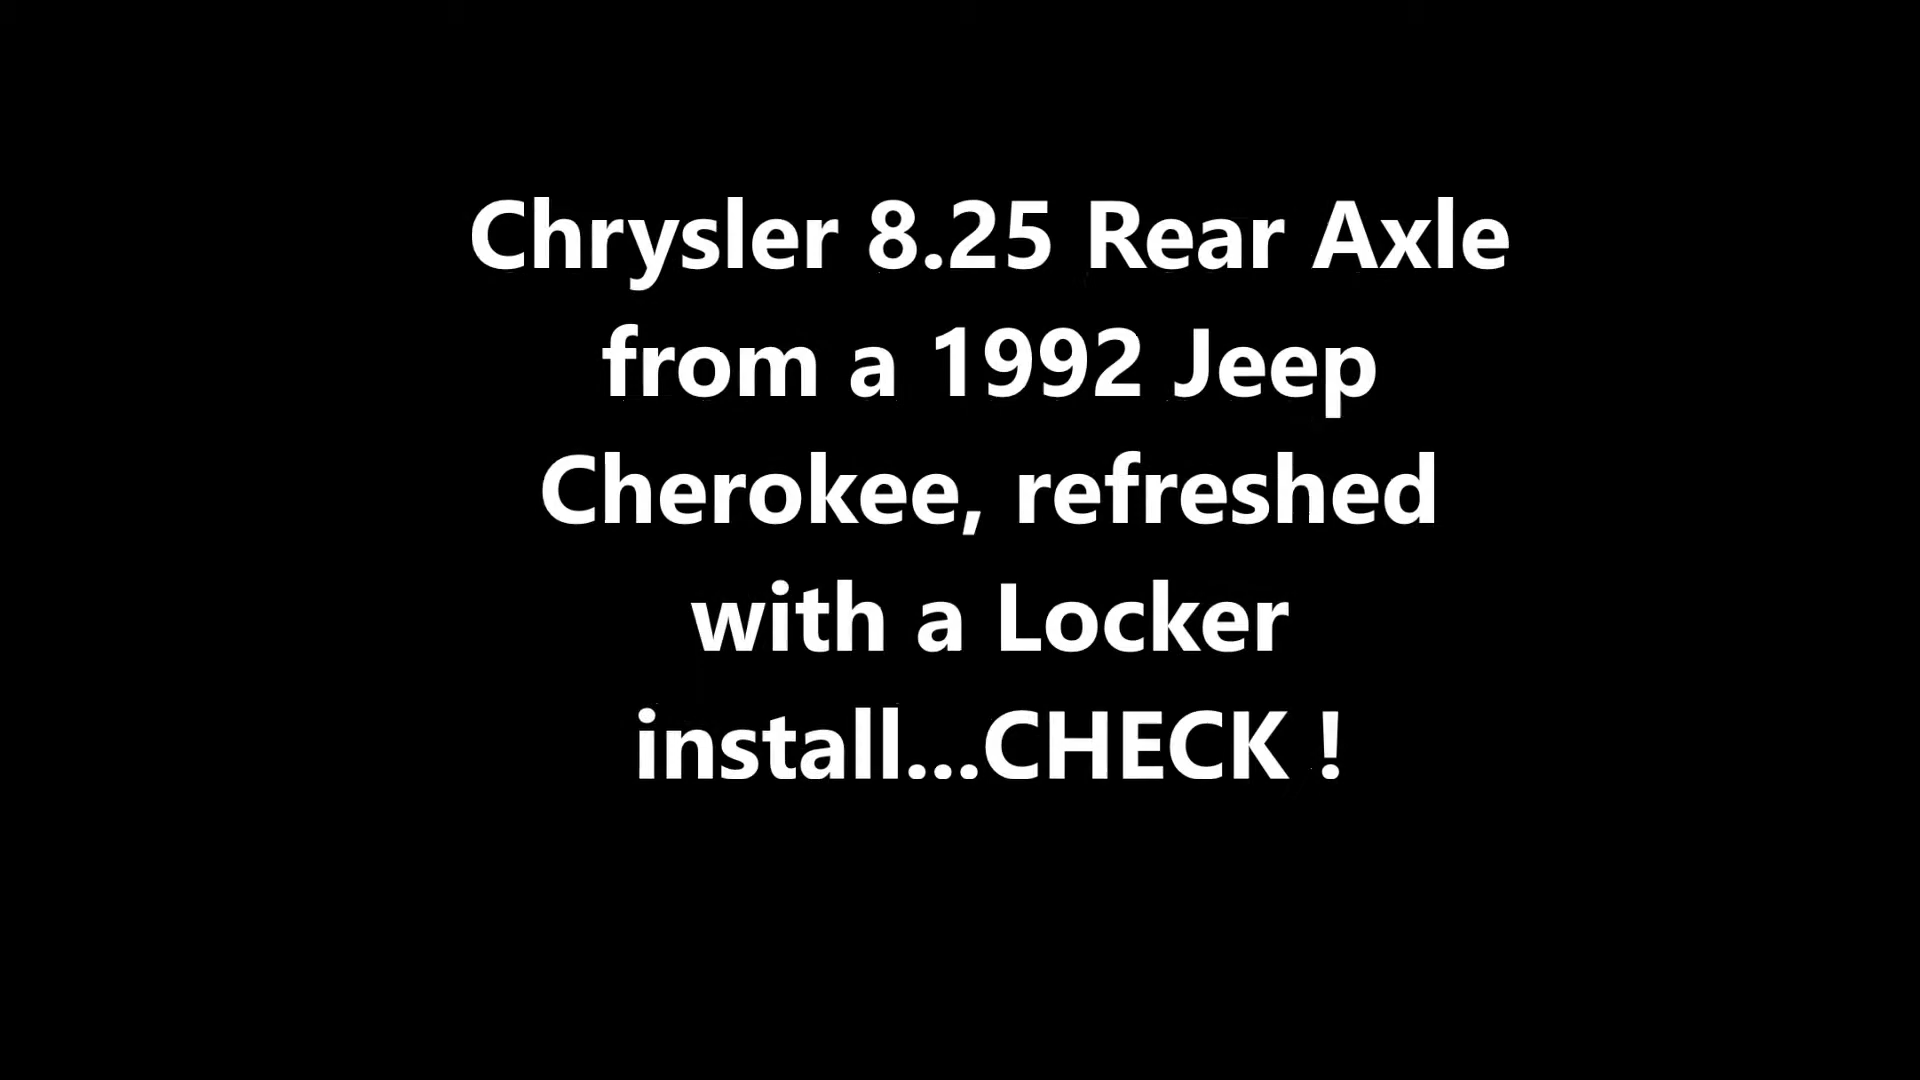 Chrysler 8.25 Rear Axle
from a 1992 Jeep
Cherokee, refreshed
with a Locker
install...CHECK !